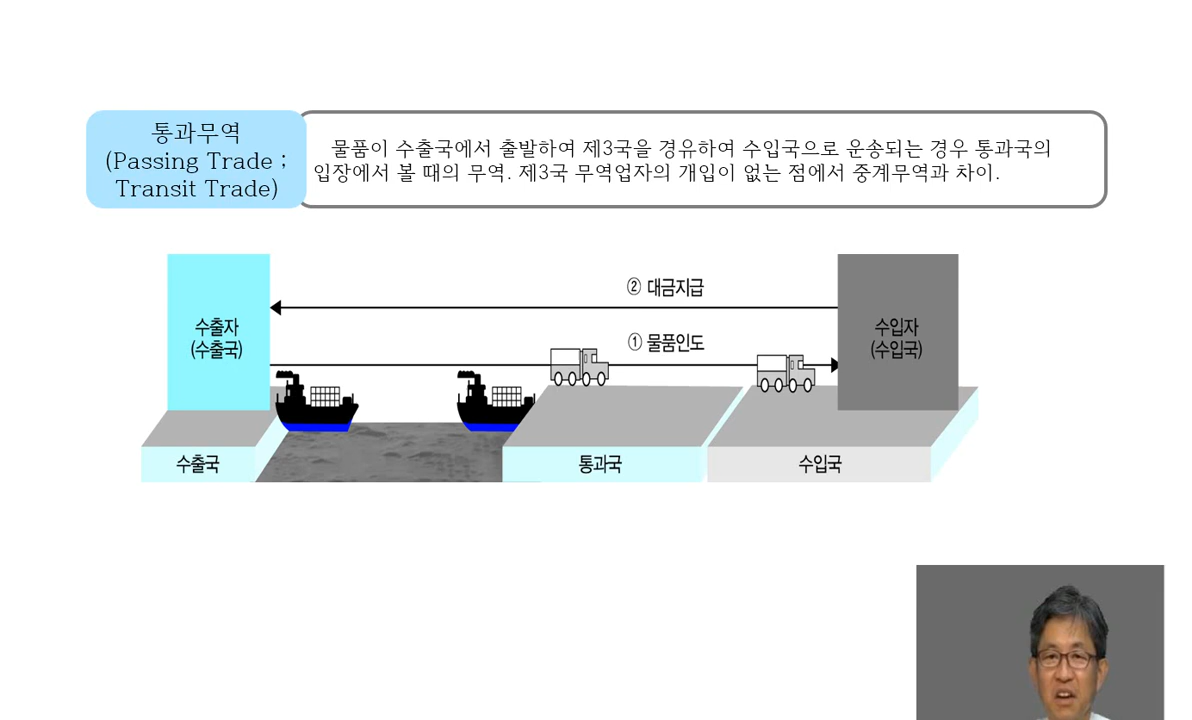 통과무역
(Passing Trade ;
Transit Trade)
물품이 수출국에서 출발하여 제3국을 경유하여 수입국으로 운송되는 경우 통과국의
입장에서 볼 때의 무역. 제3국 무역업자의 개입이 없는 점에서 중계무역과 차이.
② 대금지급
수출자
(수출국)
① 물품인도
수입자
(수입국)
수출국
통과국
수입국